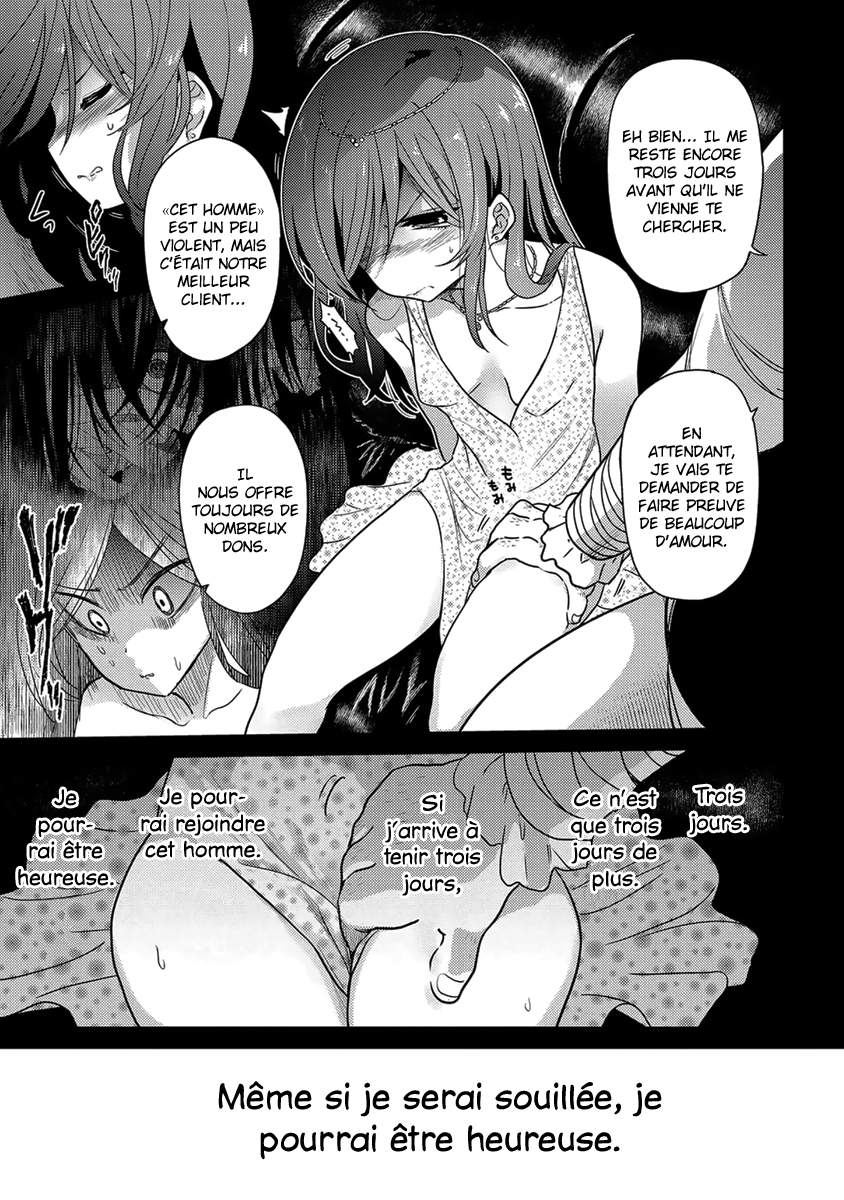 EH BIEN... IL ME
RESTE ENCORE
TROIS JOURS
AVANT QU'IL NE
VIENNE TE
CHERCHER.
«CET HOMME»
EST UN PEU
VIOLENT, MAIS
C'ÉTAIT NOTRE
MEILLEUR
CLIENT...
EN
ATTENDANT,
JE VAIS TE
DEMANDER DE
FAIRE PREUVE
DE BEAUCOUP
D'AMOUR.
IL
NOUS OFFRE
TOUJOURS DE
NOMBREUX
DONS.
Trois
jours.
Ce n'est
que trois
jours de
plus.
Si
j'arrive à
tenir trois
jours,
Je pour-
rai rejoindre
cet homme.
Je
pour-
rai être
heureuse.
Même si je serai souillée, je
pourrai être heureuse.